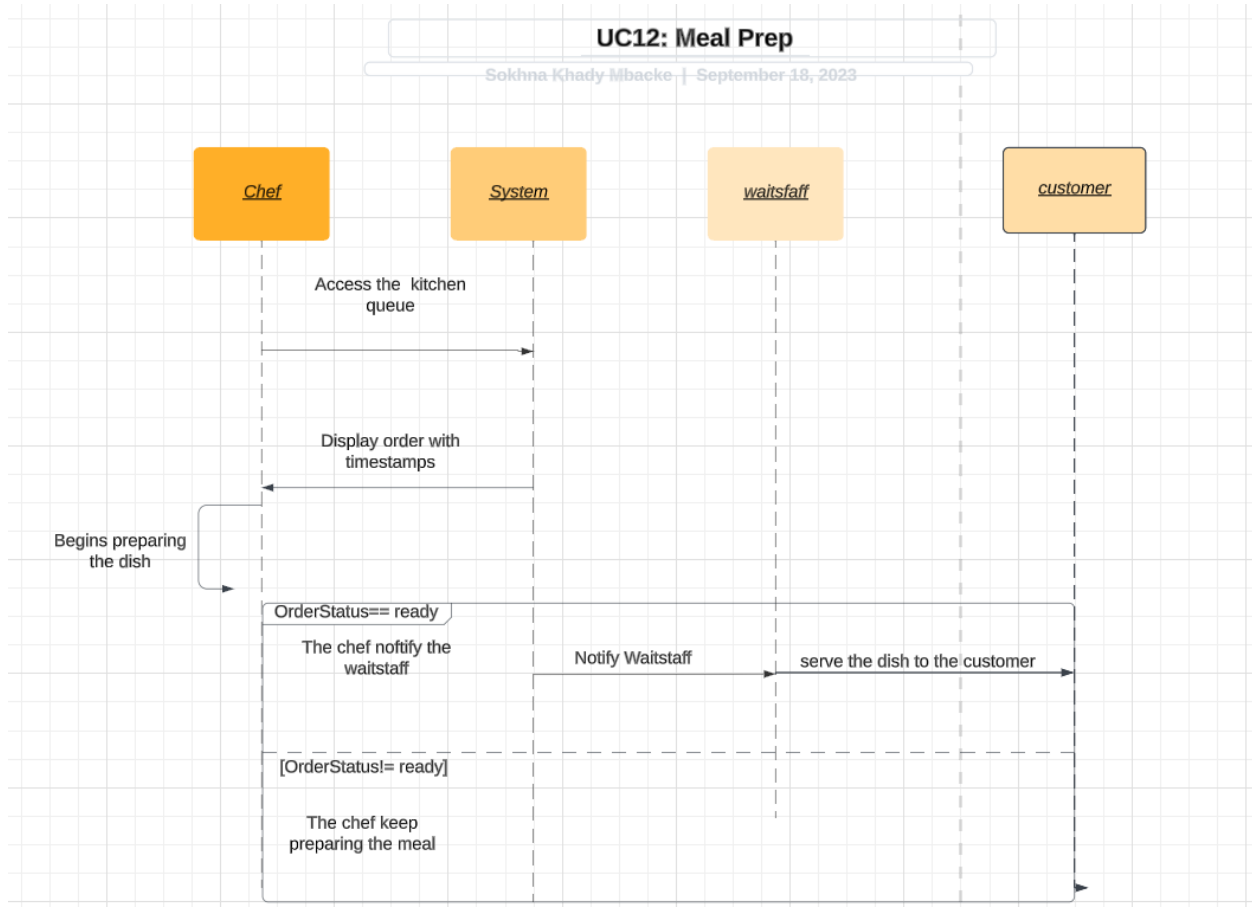 UC12: Meal Prep
Sokhna Khady Mbacke | September 18, 2023
Chef
System
waitsfaff
customer
Access the kitchen
queue
Display order with
timestamps
Begins preparing
the dish
OrderStatus== ready
The chef noftify the
waitstaff
Notify Waitstaff
serve the dish to the customer
[OrderStatus!= ready]
The chef keep
preparing the meal